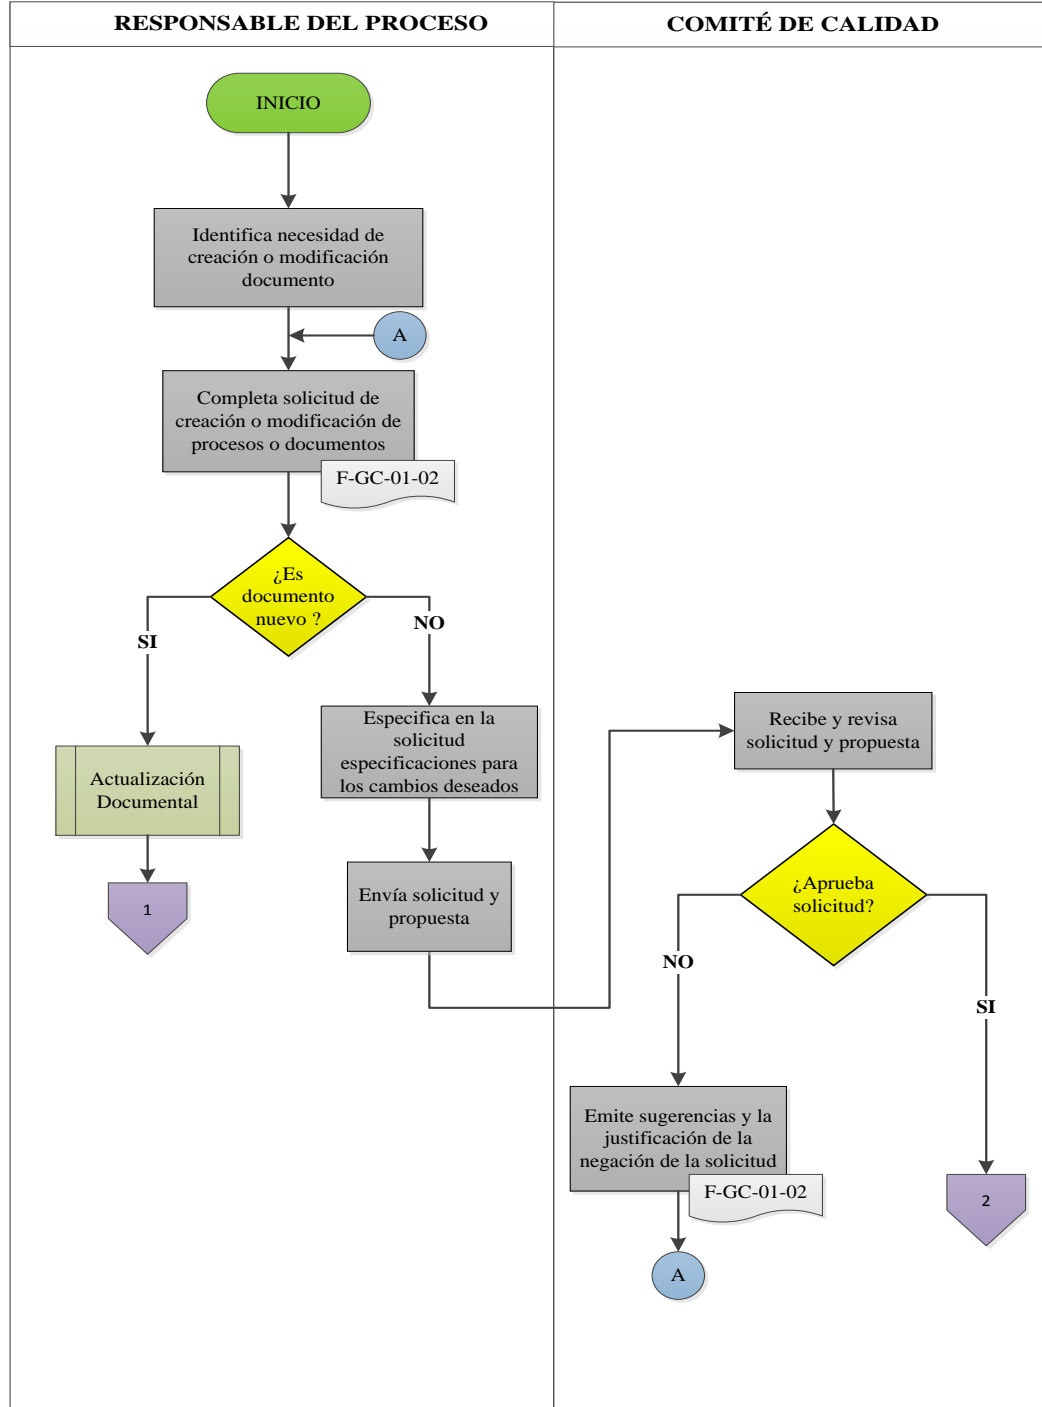 RESPONSABLE DEL PROCESO
COMITÉ DE CALIDAD
INICIO
Identifica necesidad de
creación o modificación
documento
A
Completa solicitud de
creación o modificación de
procesos o documentos
F-GC-01-02
¿Es
documento
nuevo ?
SI
NO
Actualización
Documental
1
Especifica en la
solicitud
especificaciones para
los cambios deseados
Envía solicitud y
propuesta
Recibe y revisa
solicitud y propuesta
¿Aprueba
solicitud?
NO
SI
Emite sugerencias y la
justificación de la
negación de la solicitud
F-GC-01-02
A
2